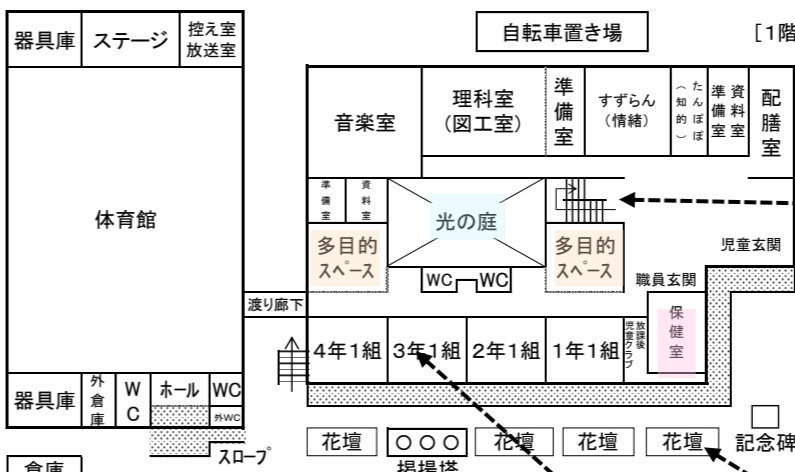 器具庫
ステージ
控え室
放送室
自転車置き場
[1階
音楽室
理科室
(図工室)
準備室
すずらん
(情緒)
たんぽぽ
(知的)
準備室
資料室
配膳室
体育館
準備室
資料室
光の庭
多目的
スペース
多目的
スペース
WC
WC
児童玄関
職員玄関
渡り廊下
4年1組
3年1組
2年1組
1年1組
放課後
児童クラブ
保健室
器具庫
外倉庫
WC
ホール
WC
外WC
スロープ
倉庫
花壇
掲揚塔
花壇
花壇
花壇
記念碑